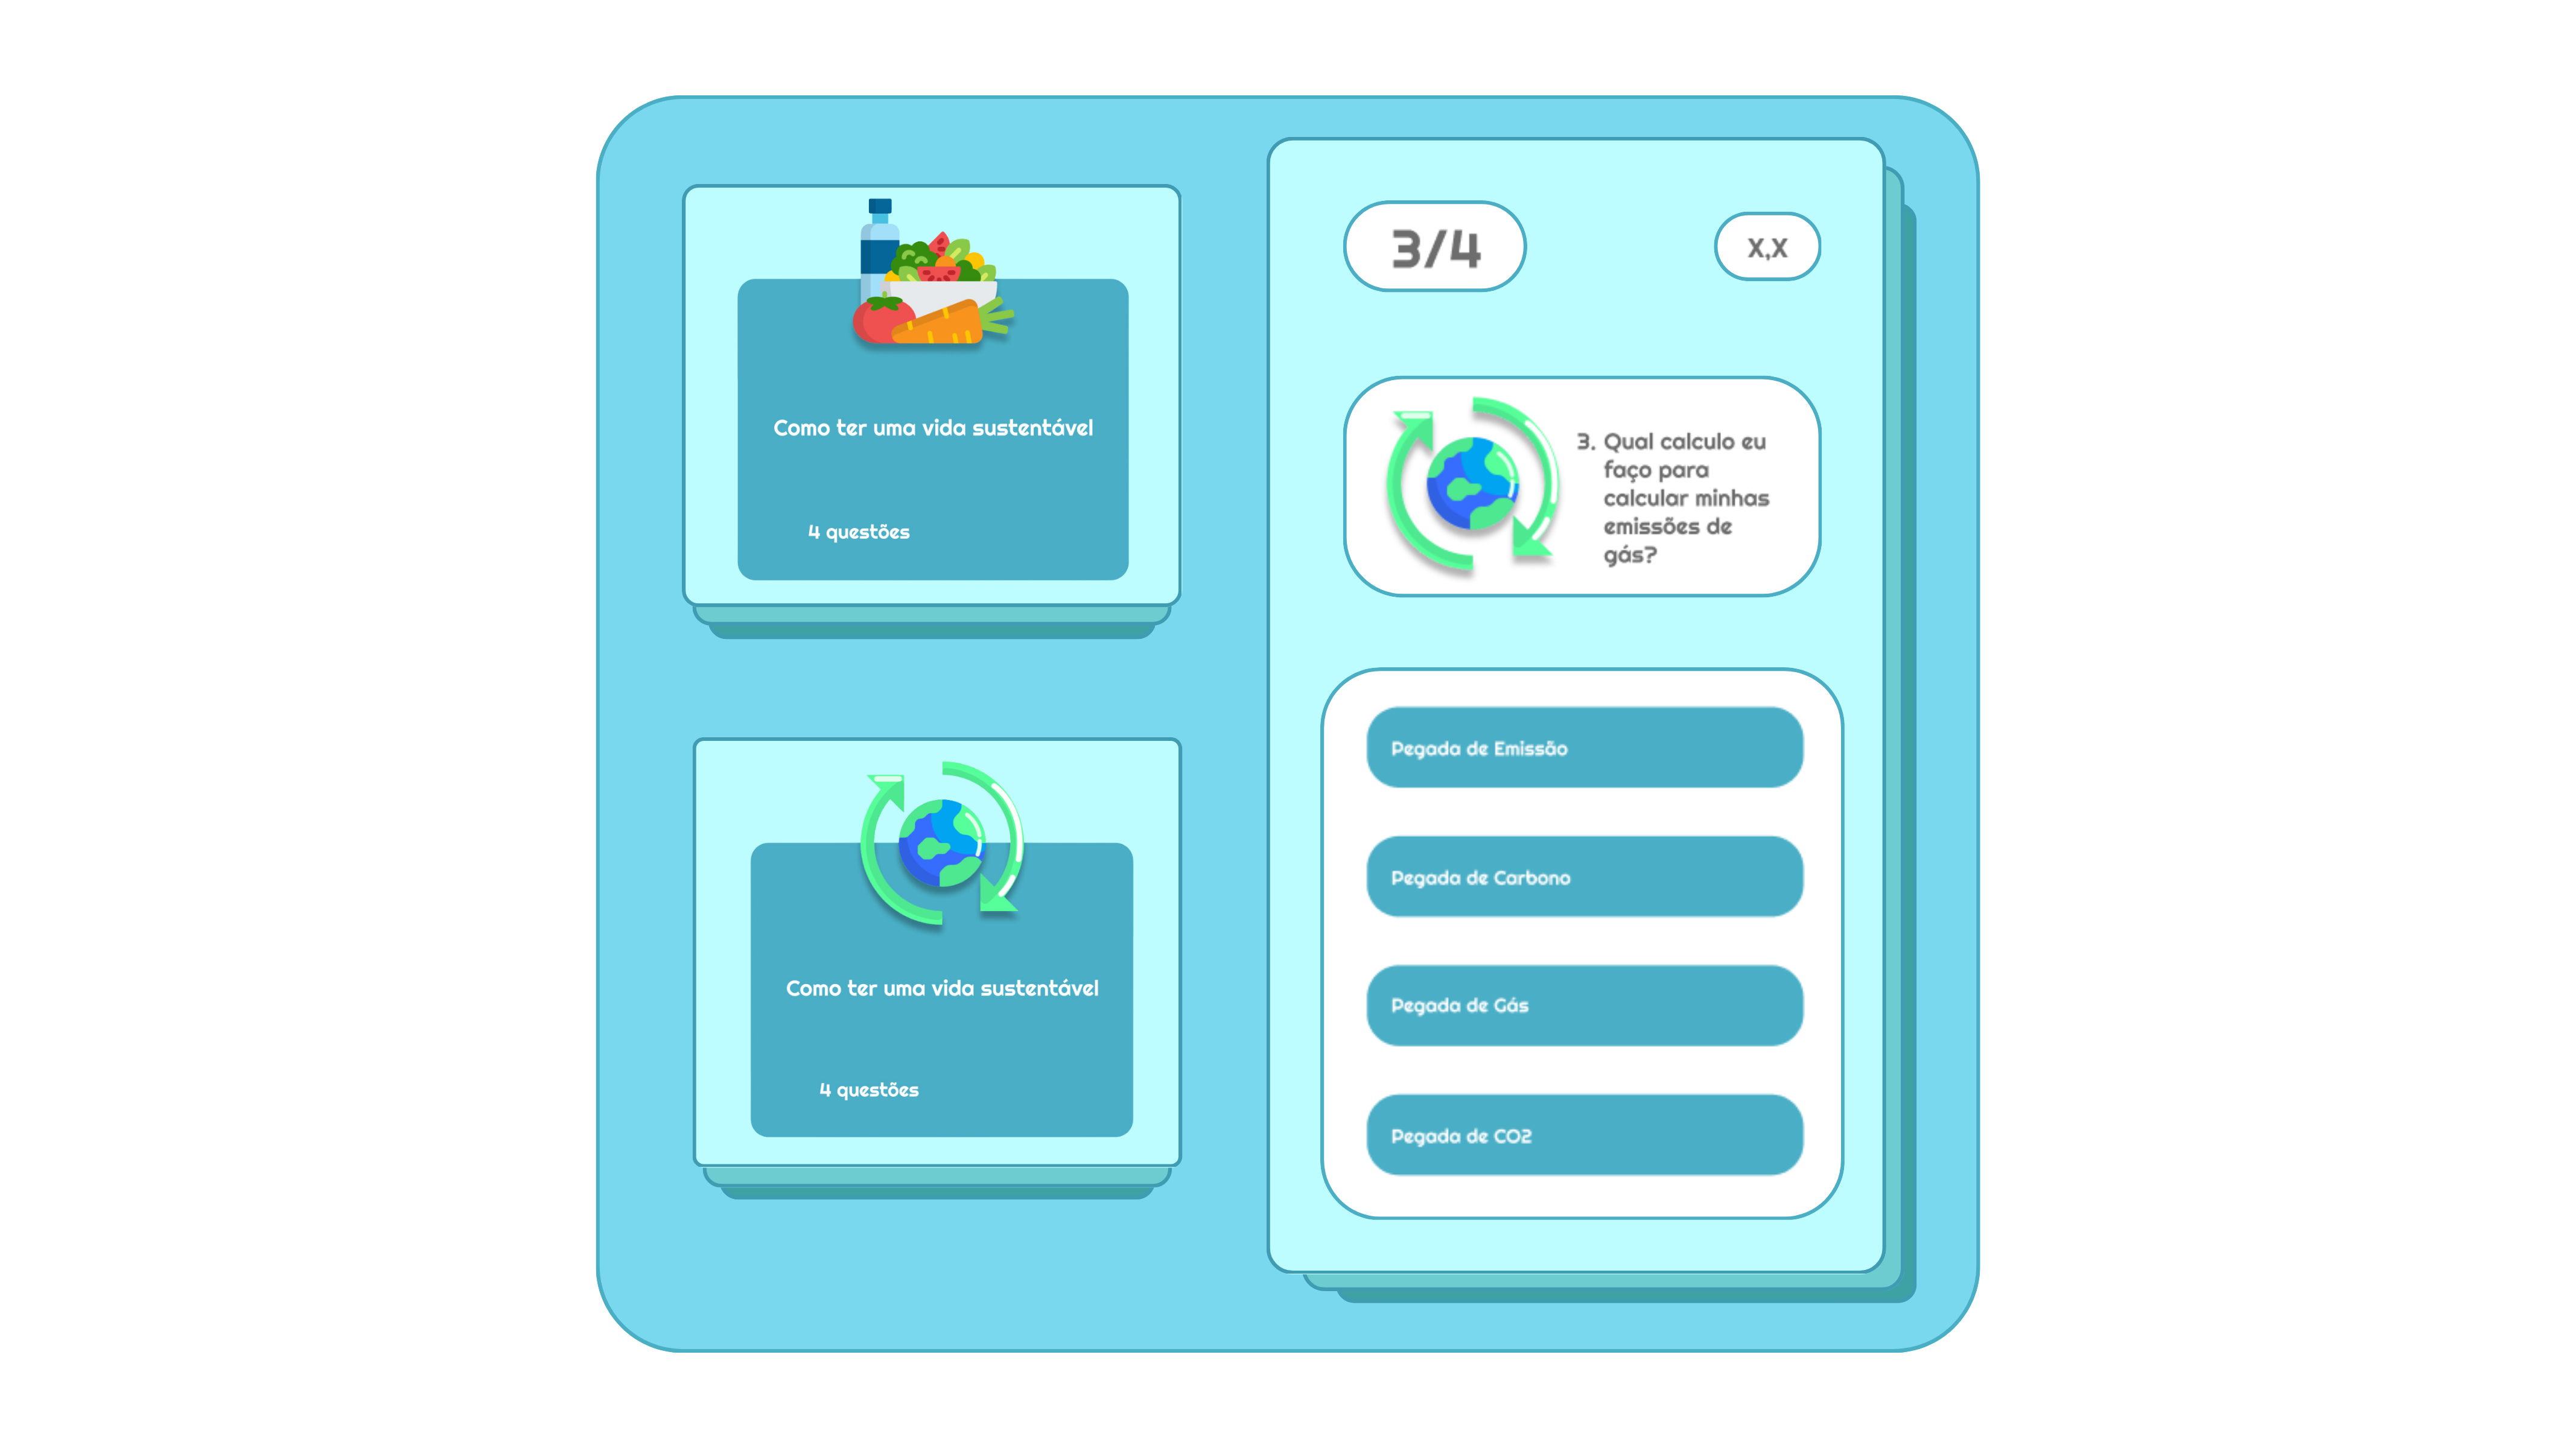 Como ter uma vida sustentável
4 questões
Como ter uma vida sustentável
4 questões
3/4
X,X
3. Qual calculo eu
faço para
calcular minhas
emissões de
gás?
Pegada de Emissão
Pegada de Carbono
Pegada de Gás
Pegada de CO2